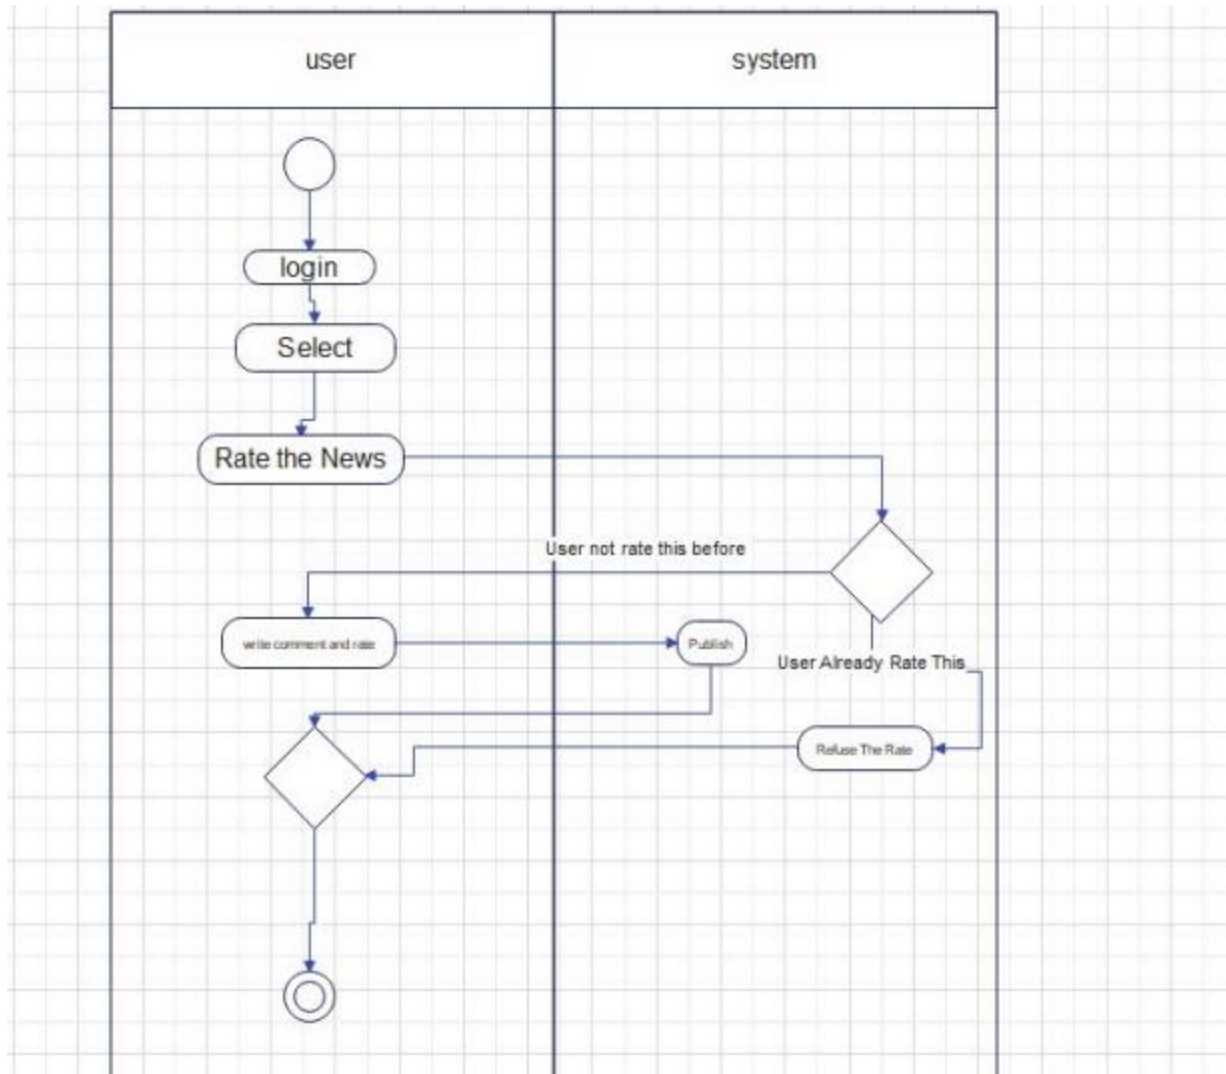 user
system
login
Select
Rate the News
User not rate this before
write comment and rate
Publish
User Already Rate This
Refuse The Rate